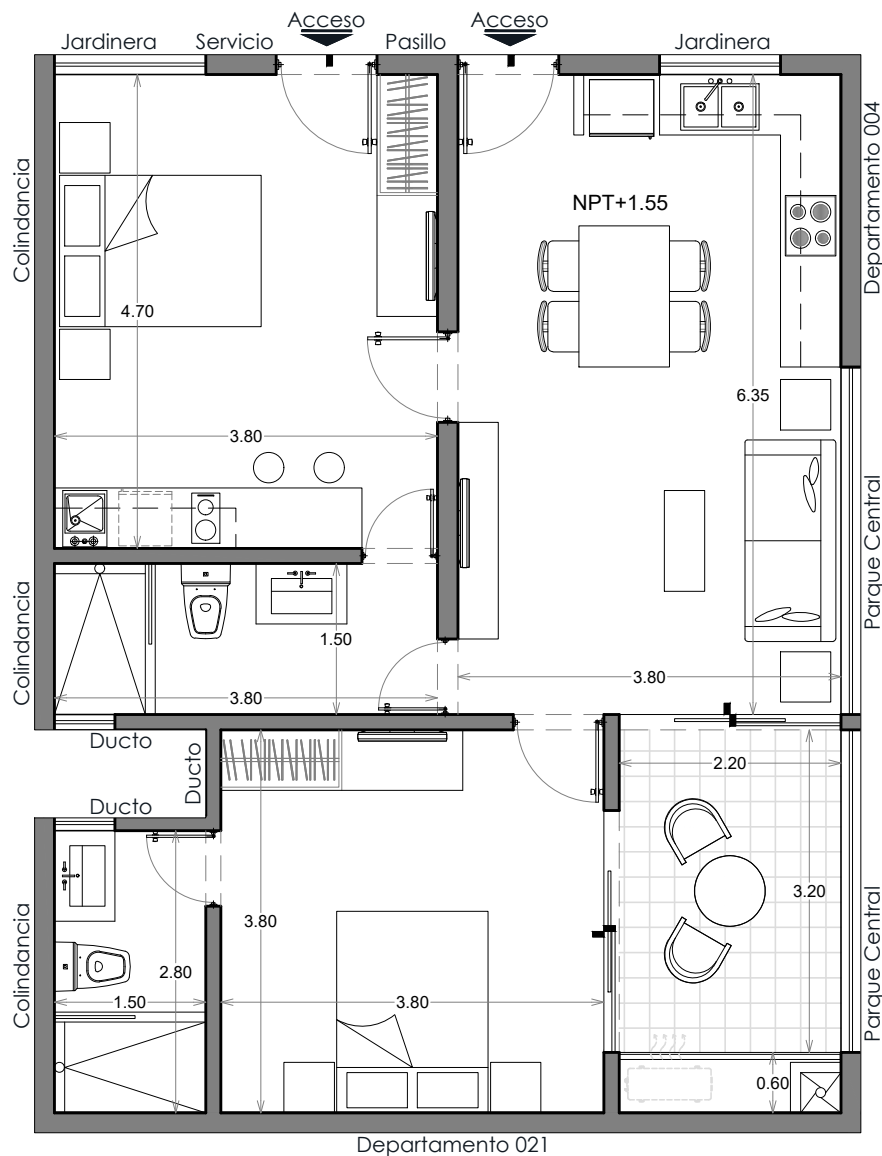 Acceso
Acceso
Jardinera
Servicio
Pasillo
Jardinera
Departamento 004
Colindancia
NPT+1.55
4.70
6.35
3.80
Parque Central
Colindancia
1.50
3.80
3.80
Ducto
Ducto
Ducto
2.20
3.20
3.80
Colindancia
2.80
1.50
3.80
Parque Central
0.60
Departamento 021